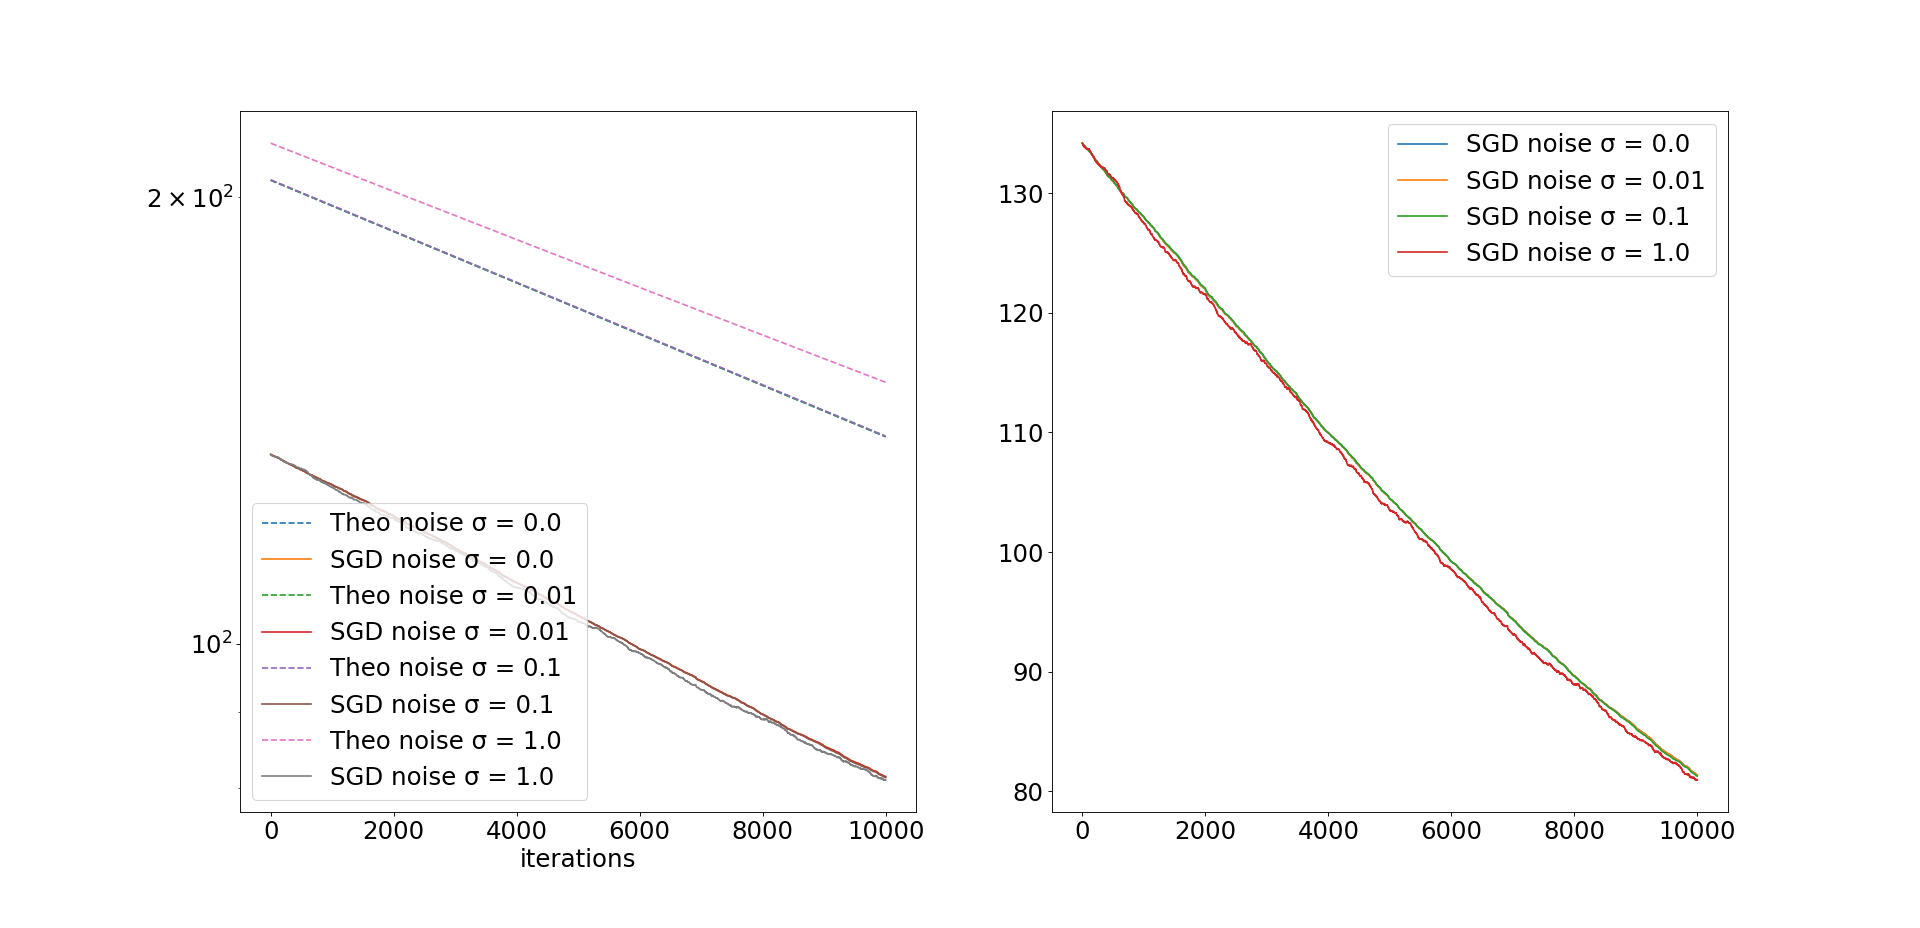 2 × 10²
10²
Theo noise σ = 0.0
SGD noise σ = 0.0
Theo noise σ = 0.01
SGD noise σ = 0.01
Theo noise σ = 0.1
SGD noise σ = 0.1
Theo noise σ = 1.0
SGD noise σ = 1.0
0 2000 4000 6000 8000 10000
iterations
SGD noise σ = 0.0
SGD noise σ = 0.01
SGD noise σ = 0.1
SGD noise σ = 1.0
130
120
110
100
90
80
0 2000 4000 6000 8000 10000